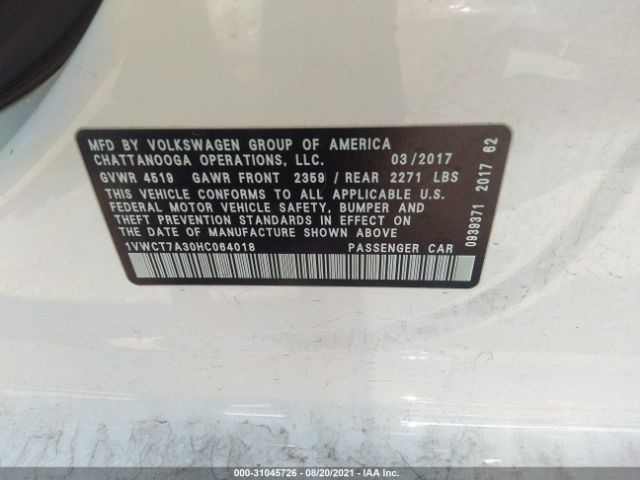 MFD BY VOLKSWAGEN GROUP OF AMERICA
CHATTANOOGA OPERATIONS, LLC. 03/2017
GVWR 4519 GAWR FRONT 2359 / REAR 2271 LBS
THIS VEHICLE CONFORMS TO ALL APPLICABLE U.S.
FEDERAL MOTOR VEHICLE SAFETY, BUMPER AND
THEFT PREVENTION STANDARDS IN EFFECT ON
THE DATE OF MANUFACTURE SHOWN ABOVE
1VWCT7A30HC064018 PASSENGER CAR
0939371 2017 62
000-31045726 - 08/20/2021 - IAA Inc.